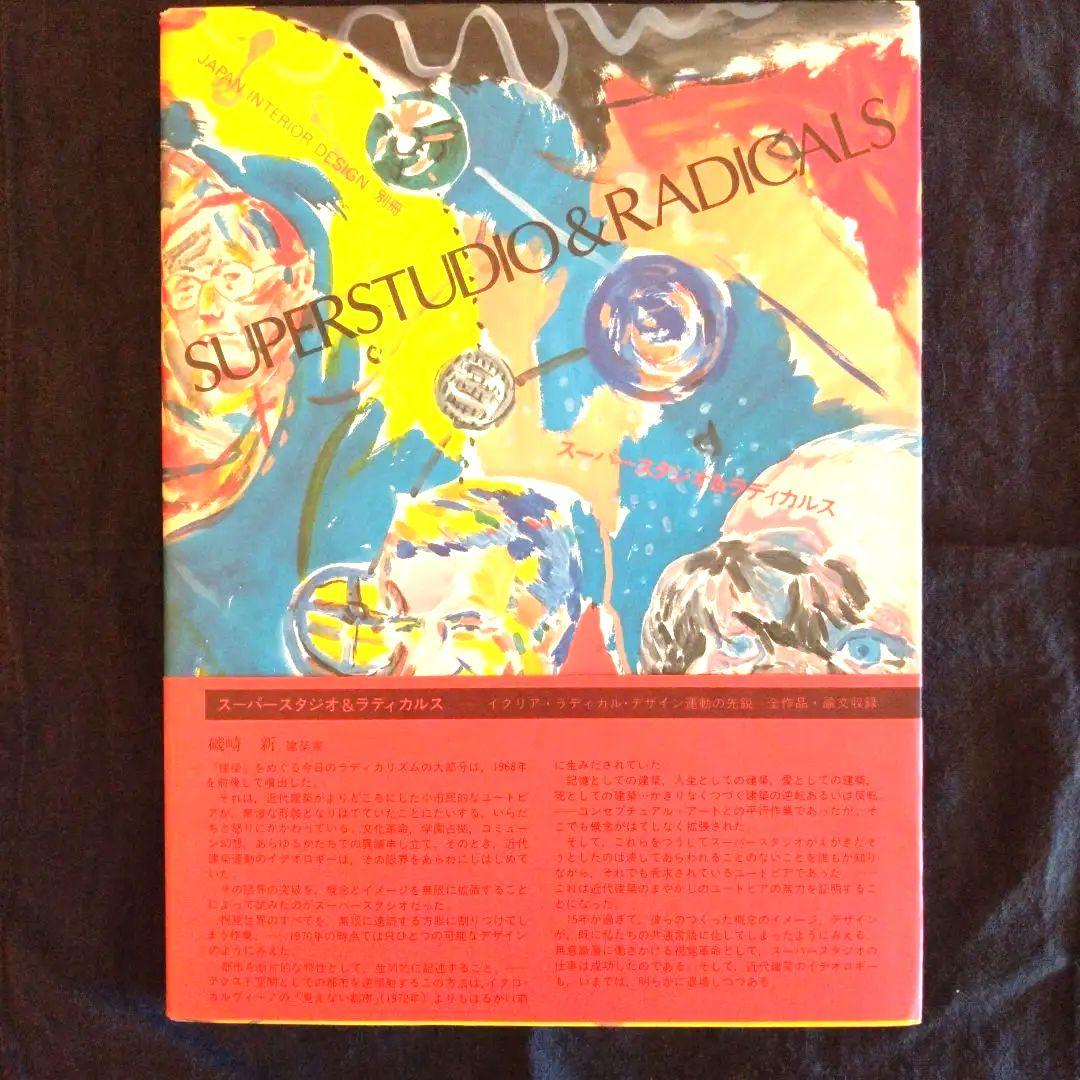 JAPAN INTERIOR DESIGN 別冊
SUPERSTUDIO&RADICALS
スーパースタジオ&ラディカルス
スーパースタジオ&ラディカルス — イタリア・ラディカル・デザイン運動の先鋭 全作品・論文収録
磯崎 新 建築家
「建築」をめぐる今日のラディカリズムの大部分は,1968年
を前後して噴出した。
それは,近代建築がよりどころにした小市民的なユートピ
アが,
形骸となりはてていたことにたいする,いらだ
ちと怒りにかかわっている。文化革命,学園占拠,コミュー
ン幻想,あらゆるかたちでの異議申し立て,そのとき,近代
建築運動のイデオロギーは,その限界をあらわにしはじめて
いた。
その限界の突破を,概念とイメージを無限に拡張すること
によって試みたのがスーパースタジオだった。
視覚世界のすべてを,無限に連続する方眼に割りつけてし
まう作業。——1970年の時点では只ひとつの可能なデザイン
のようにみえた。
都市を断片的な物性として,並列的に記述すること。——
テクスト空間としての都市を逆照射するこの方法は,イタロ・
カルヴィーノの『見えない都市』(1972年)よりもはるか以前
に生みだされていた。
記憶としての建築,人生としての建築,愛としての建築,
死としての建築…かぎりなくつづく建築の逆転あるいは反転。
——コンセプチュアル・アートとの平行作業であったが,そ
こでも概念がはてしなく拡張された。
そして,これらをつうじてスーパースタジオがえがきだそ
うとしたのは決してあらわれることのないことを誰もが知り
ながら,それでも希求されているユートピアであった。——
これは近代建築のまやかしのユートピアの無力を証明するこ
とになった。
15年が過ぎて,彼らのつくった概念のイメージ,デザイン
が,既に私たちの共通言語に化してしまったようにみえる。
無意識層に働きかける視覚革命として,スーパースタジオの
仕事は成功したのである。そして,近代建築のイデオロギー
も,いまでは,明らかに退場しつつある。